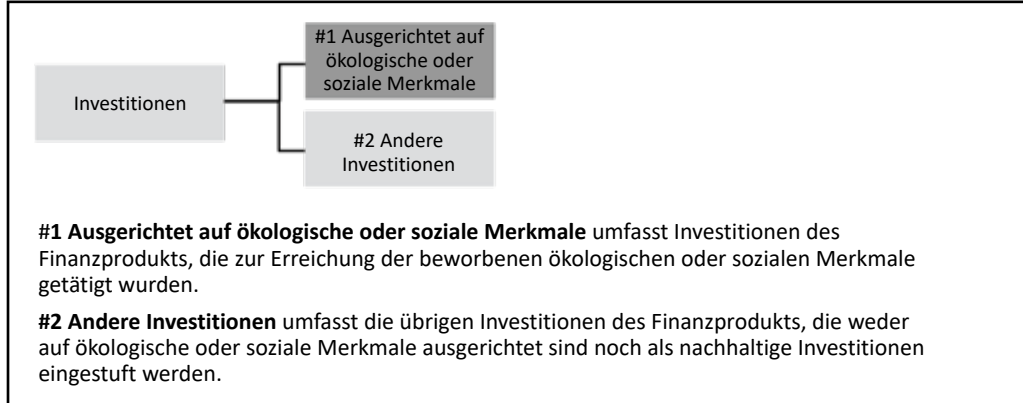 #1 Ausgerichtet auf
ökologische oder
soziale Merkmale
Investitionen
#2 Andere
Investitionen
#1 Ausgerichtet auf ökologische oder soziale Merkmale umfasst Investitionen des
Finanzprodukts, die zur Erreichung der beworbenen ökologischen oder sozialen Merkmale
getätigt wurden.
#2 Andere Investitionen umfasst die übrigen Investitionen des Finanzprodukts, die weder
auf ökologische oder soziale Merkmale ausgerichtet sind noch als nachhaltige Investitionen
eingestuft werden.